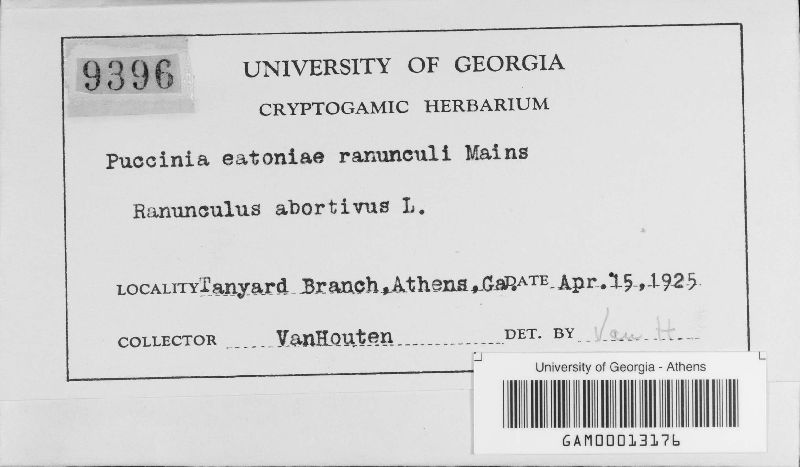 9396
UNIVERSITY OF GEORGIA
CRYPTOGAMIC HERBARIUM
Puccinia eatoniae ranunculi Mains
Ranunculus abortivus L.
LOCALITY Tanyard Branch, Athens, Ga. DATE Apr. 15, 1925
COLLECTOR VanHouten DET. BY Van H.
University of Georgia - Athens
GAM00013176